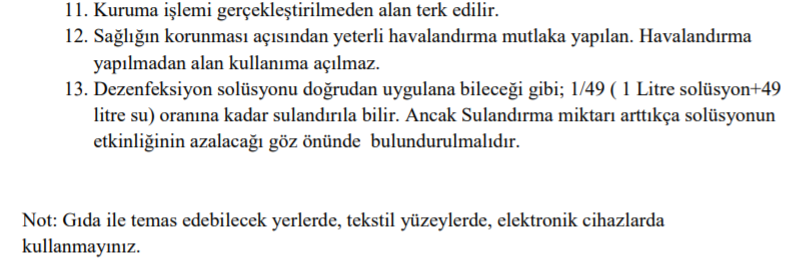 11. Kuruma işlemi gerçekleştirilmeden alan terk edilir.
12. Sağlığın korunması açısından yeterli havalandırma mutlaka yapılan. Havalandırma
yapılmadan alan kullanıma açılmaz.
13. Dezenfeksiyon solüsyonu doğrudan uygulana bileceği gibi; 1/49 ( 1 Litre solüsyon+49
litre su) oranına kadar sulandırıla bilir. Ancak Sulandırma miktarı arttıkça solüsyonun
etkinliğinin azalacağı göz önünde bulundurulmalıdır.
Not: Gıda ile temas edebilecek yerlerde, tekstil yüzeylerde, elektronik cihazlarda
kullanmayınız.